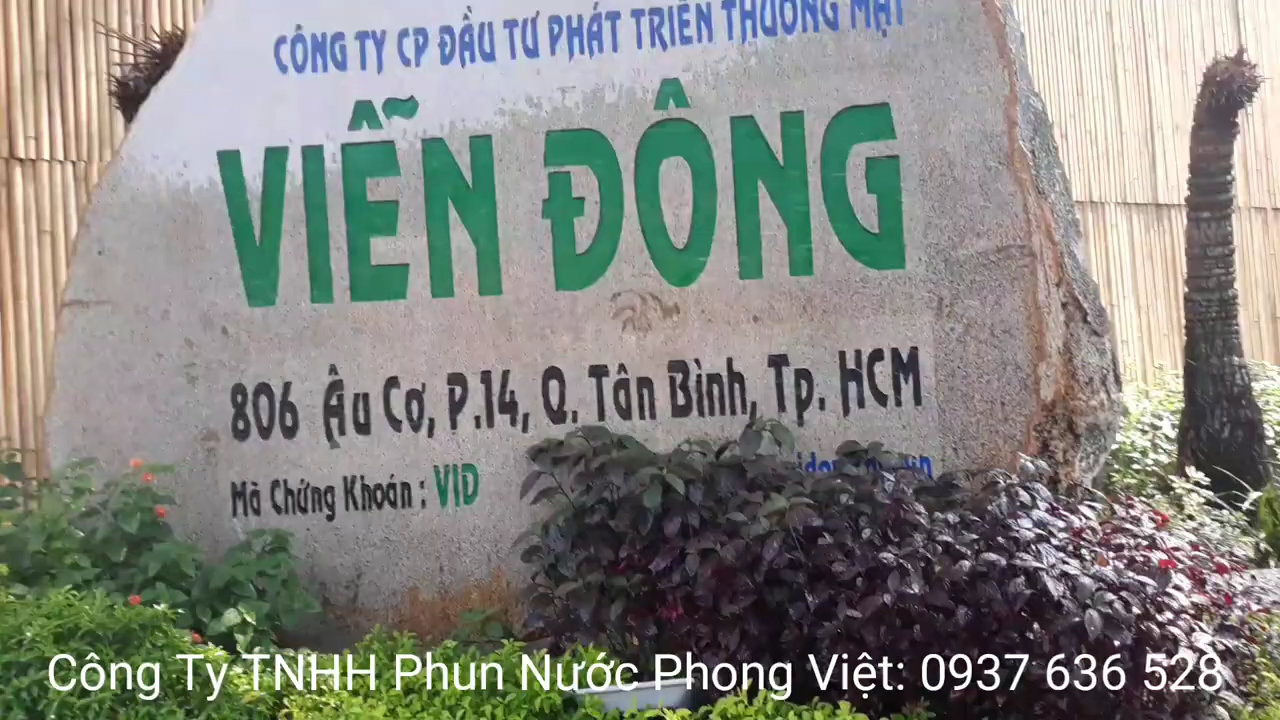 CÔNG TY CP ĐẦU TƯ PHÁT TRIỂN THƯƠNG MẠI
VIỄN ĐÔNG
806 Âu Cơ, P.14, Q. Tân Bình, Tp. HCM
Mã Chứng Khoán : VID
Công Ty TNHH Phun Nước Phong Việt: 0937 636 528